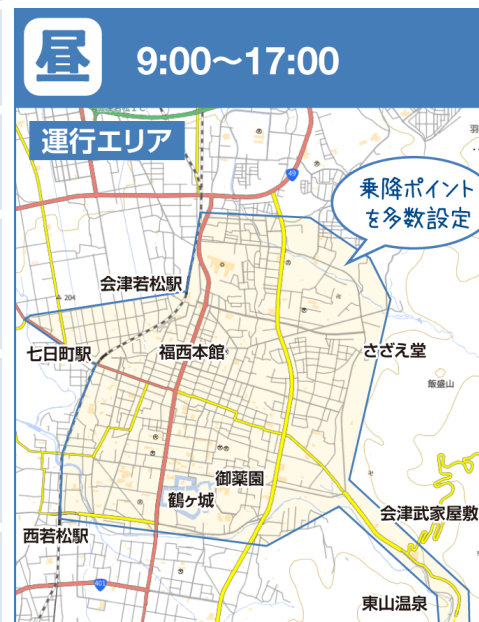 昼
9:00〜17:00
運行エリア
49
乗降ポイント
を多数設定
会津若松駅
204
七日町駅
福西本館
さざえ堂
飯盛山
御薬園
鶴ヶ城
会津武家屋敷
西若松駅
401
東山温泉